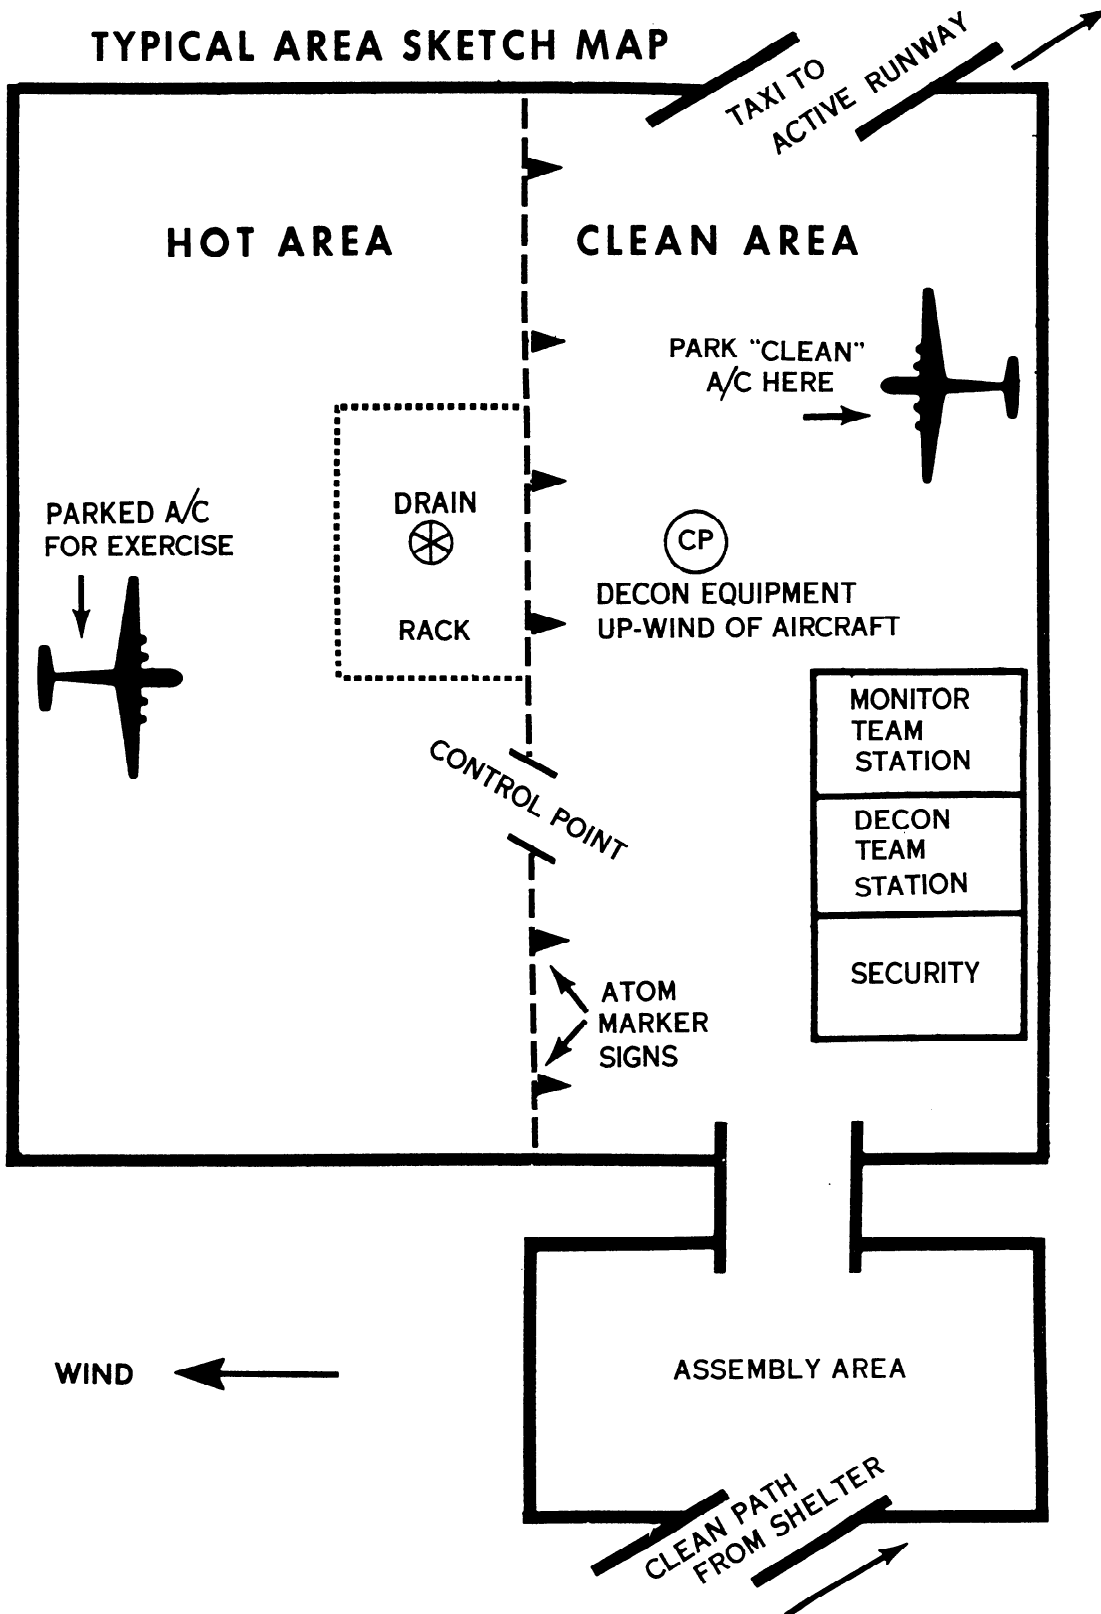 TYPICAL AREA SKETCH MAP
TAXI TO
ACTIVE RUNWAY
HOT AREA
CLEAN AREA
PARK "CLEAN"
A/C HERE
PARKED A/C
FOR EXERCISE
DRAIN
RACK
CP
DECON EQUIPMENT
UP-WIND OF AIRCRAFT
MONITOR
TEAM
STATION
DECON
TEAM
STATION
SECURITY
CONTROL POINT
ATOM
MARKER
SIGNS
WIND
ASSEMBLY AREA
CLEAN PATH
FROM SHELTER